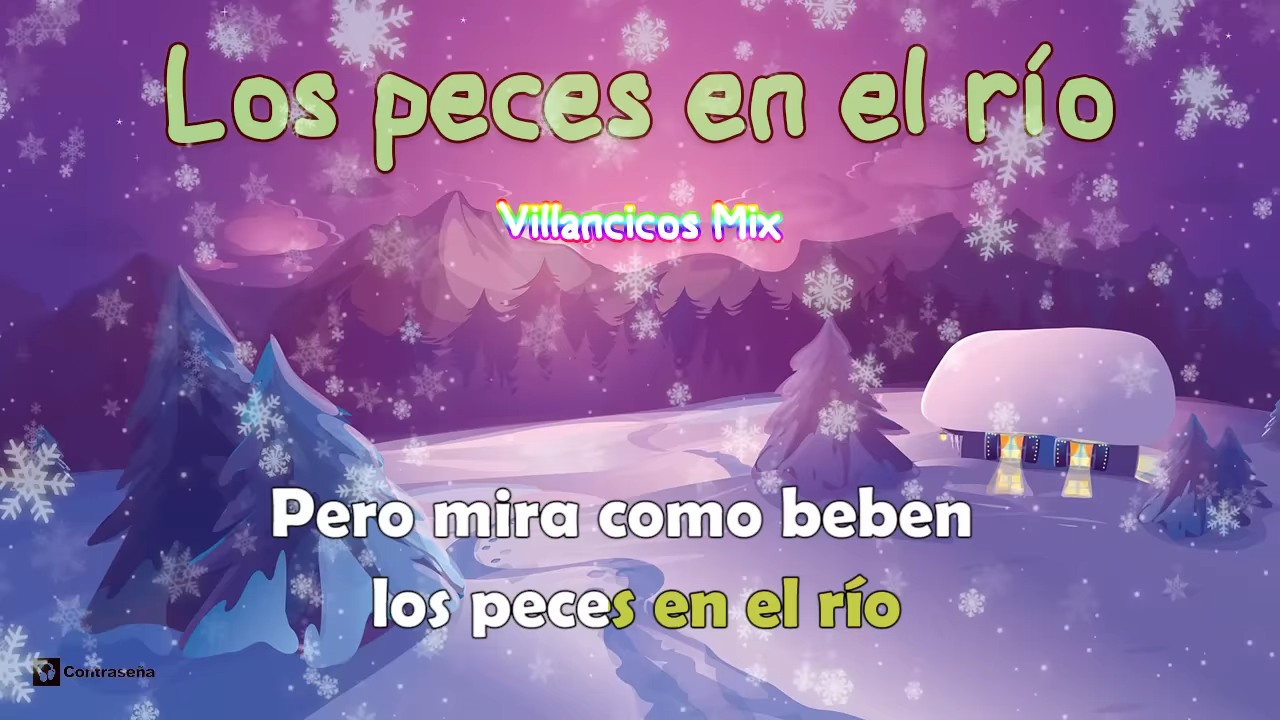 Los peces en el río
Villancicos Mix
Pero mira como beben
los peces en el río
Contraseña